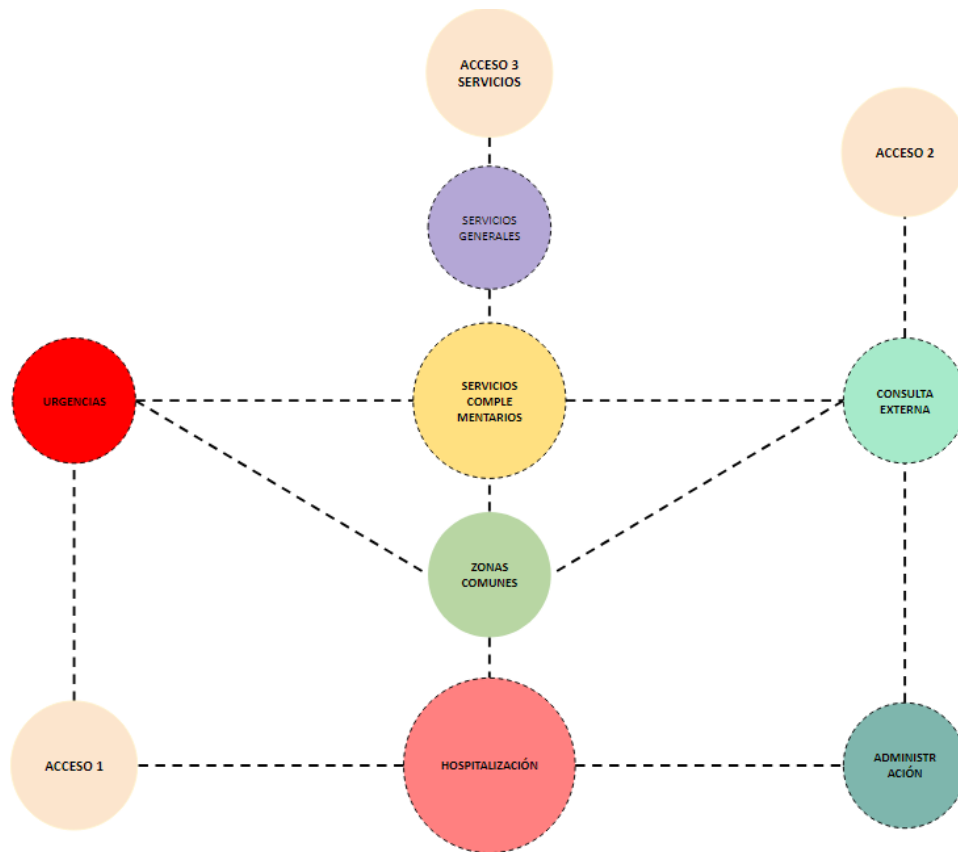 ACCESO 3
SERVICIOS
ACCESO 2
SERVICIOS
GENERALES
URGENCIAS
SERVICIOS
COMPLE
MENTARIOS
CONSULTA
EXTERNA
ZONAS
COMUNES
ACCESO 1
HOSPITALIZACIÓN
ADMINISTR
ACIÓN